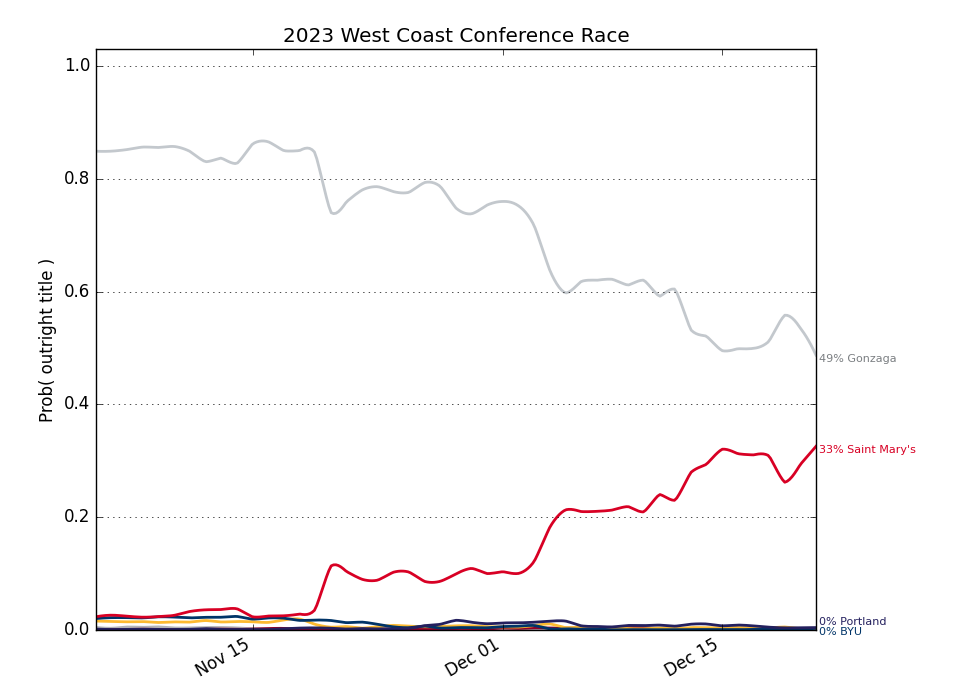 2023 West Coast Conference Race
Prob( outright title )
1.0
0.8
0.6
0.4
0.2
0.0
Nov 15
Dec 01
Dec 15
49% Gonzaga
33% Saint Mary's
0% Portland
0% BYU